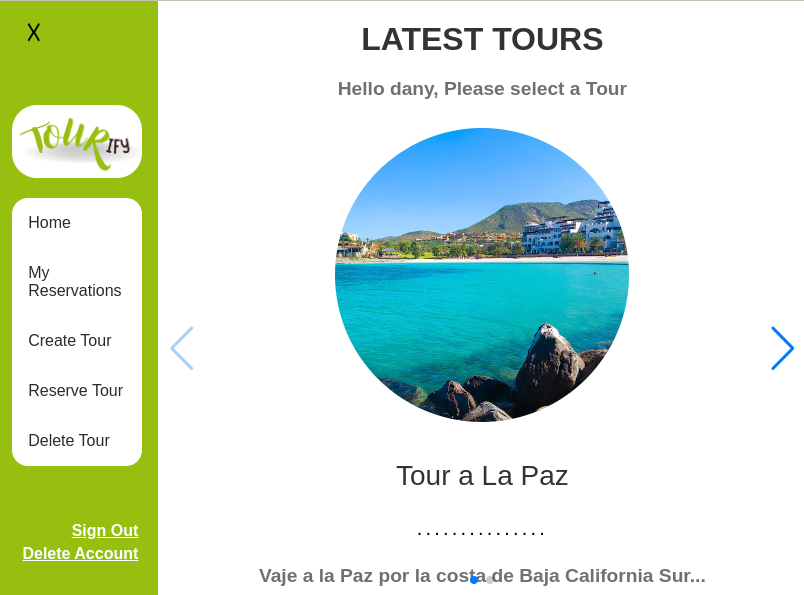 X
TOURIFY
Home
My
Reservations
Create Tour
Reserve Tour
Delete Tour
Sign Out
Delete Account
LATEST TOURS
Hello dany, Please select a Tour
Tour a La Paz
...............
Vaje a la Paz por la costa de Baja California Sur...